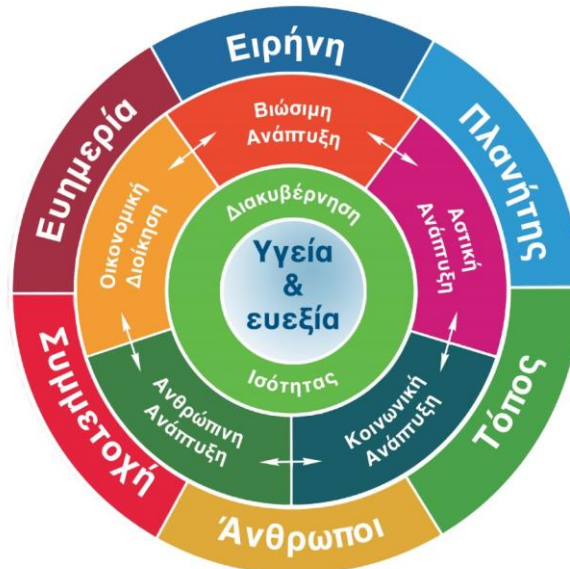 Ειρήνη
Πλανήτης
Τόπος
Άνθρωποι
Συμμετοχή
Ευημερία
Βιώσιμη
Ανάπτυξη
Αστική
Ανάπτυξη
Κοινωνική
Ανάπτυξη
Ανθρώπινη
Ανάπτυξη
Οικονομική
Διοίκηση
Διακυβέρνηση
Ισότητας
Υγεία
&
ευεξία